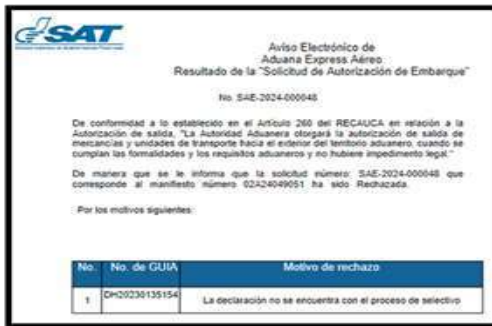 SAT
Aviso Electrónico de
Aduana Express Aéreo
Resultado de la "Solicitud de Autorización de Embarque"
No. SAE-2024-000048
De conformidad a lo establecido en el Artículo 260 del RECAUCA en relación a la
Autorización de salida, "La Autoridad Aduanera otorgará la autorización de salida de
mercancías y unidades de transporte hacia el exterior del territorio aduanero, cuando se
cumplan las formalidades y los requisitos aduaneros y no hubiere impedimento legal."
De manera que se le informa que la solicitud número: SAE-2024-000048 que
corresponde al manifiesto número 02A24049051 ha sido Rechazada.
Por los motivos siguientes:
No. No. de GUIA Motivo de rechazo
1 DH20230135154 La declaración no se encuentra con el proceso de selectivo